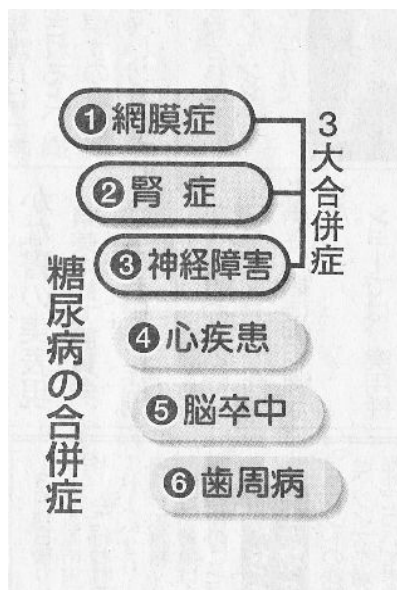 糖尿病の合併症
3大合併症
❶網膜症
❷腎症
❸神経障害
❹心疾患
❺脳卒中
❻歯周病